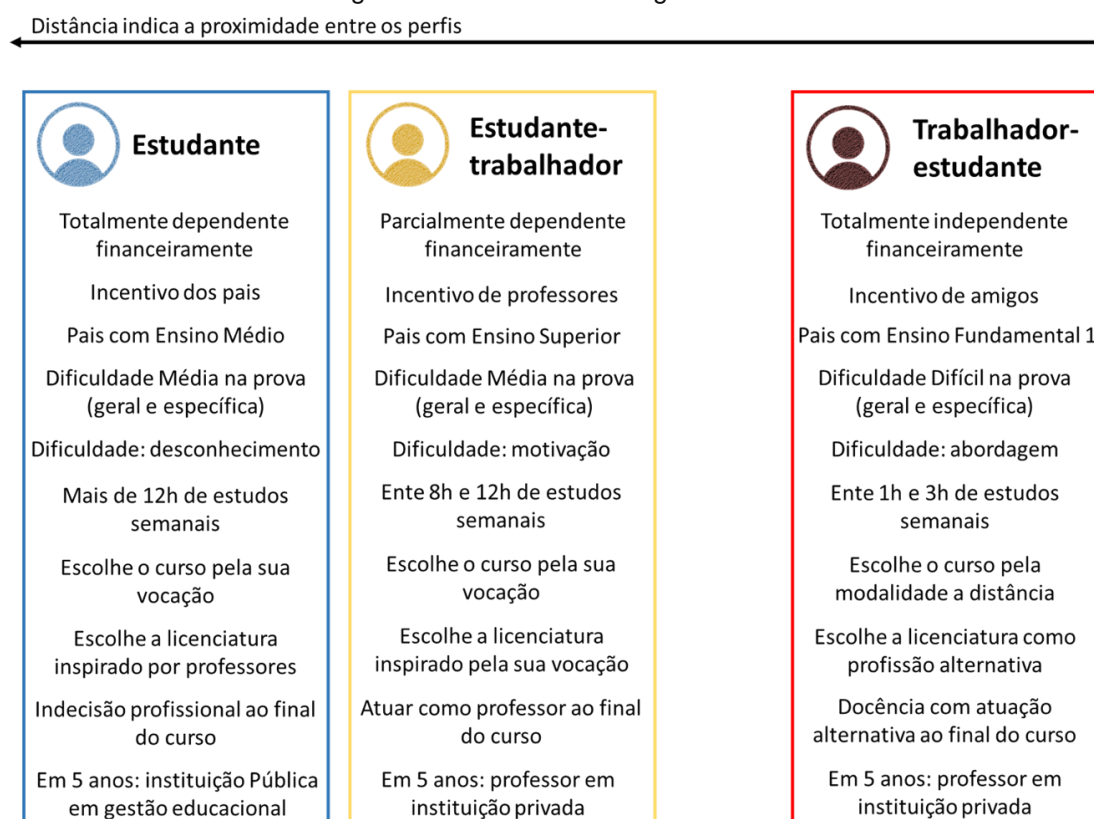 Distância indica a proximidade entre os perfis
Estudante
Totalmente dependente
financeiramente
Incentivo dos pais
Pais com Ensino Médio
Dificuldade Média na prova
(geral e específica)
Dificuldade: desconhecimento
Mais de 12h de estudos
semanais
Escolhe o curso pela sua
vocação
Escolhe a licenciatura
inspirado por professores
Indecisão profissional ao final
do curso
Em 5 anos: instituição Pública
em gestão educacional
Estudante-
trabalhador
Parcialmente dependente
financeiramente
Incentivo de professores
Pais com Ensino Superior
Dificuldade Média na prova
(geral e específica)
Dificuldade: motivação
Ente 8h e 12h de estudos
semanais
Escolhe o curso pela sua
vocação
Escolhe a licenciatura
inspirado pela sua vocação
Atuar como professor ao final
do curso
Em 5 anos: professor em
instituição privada
Trabalhador-
estudante
Totalmente independente
financeiramente
Incentivo de amigos
Pais com Ensino Fundamental 1
Dificuldade Difícil na prova
(geral e específica)
Dificuldade: abordagem
Ente 1h e 3h de estudos
semanais
Escolhe o curso pela
modalidade a distância
Escolhe a licenciatura como
profissão alternativa
Docência com atuação
alternativa ao final do curso
Em 5 anos: professor em
instituição privada